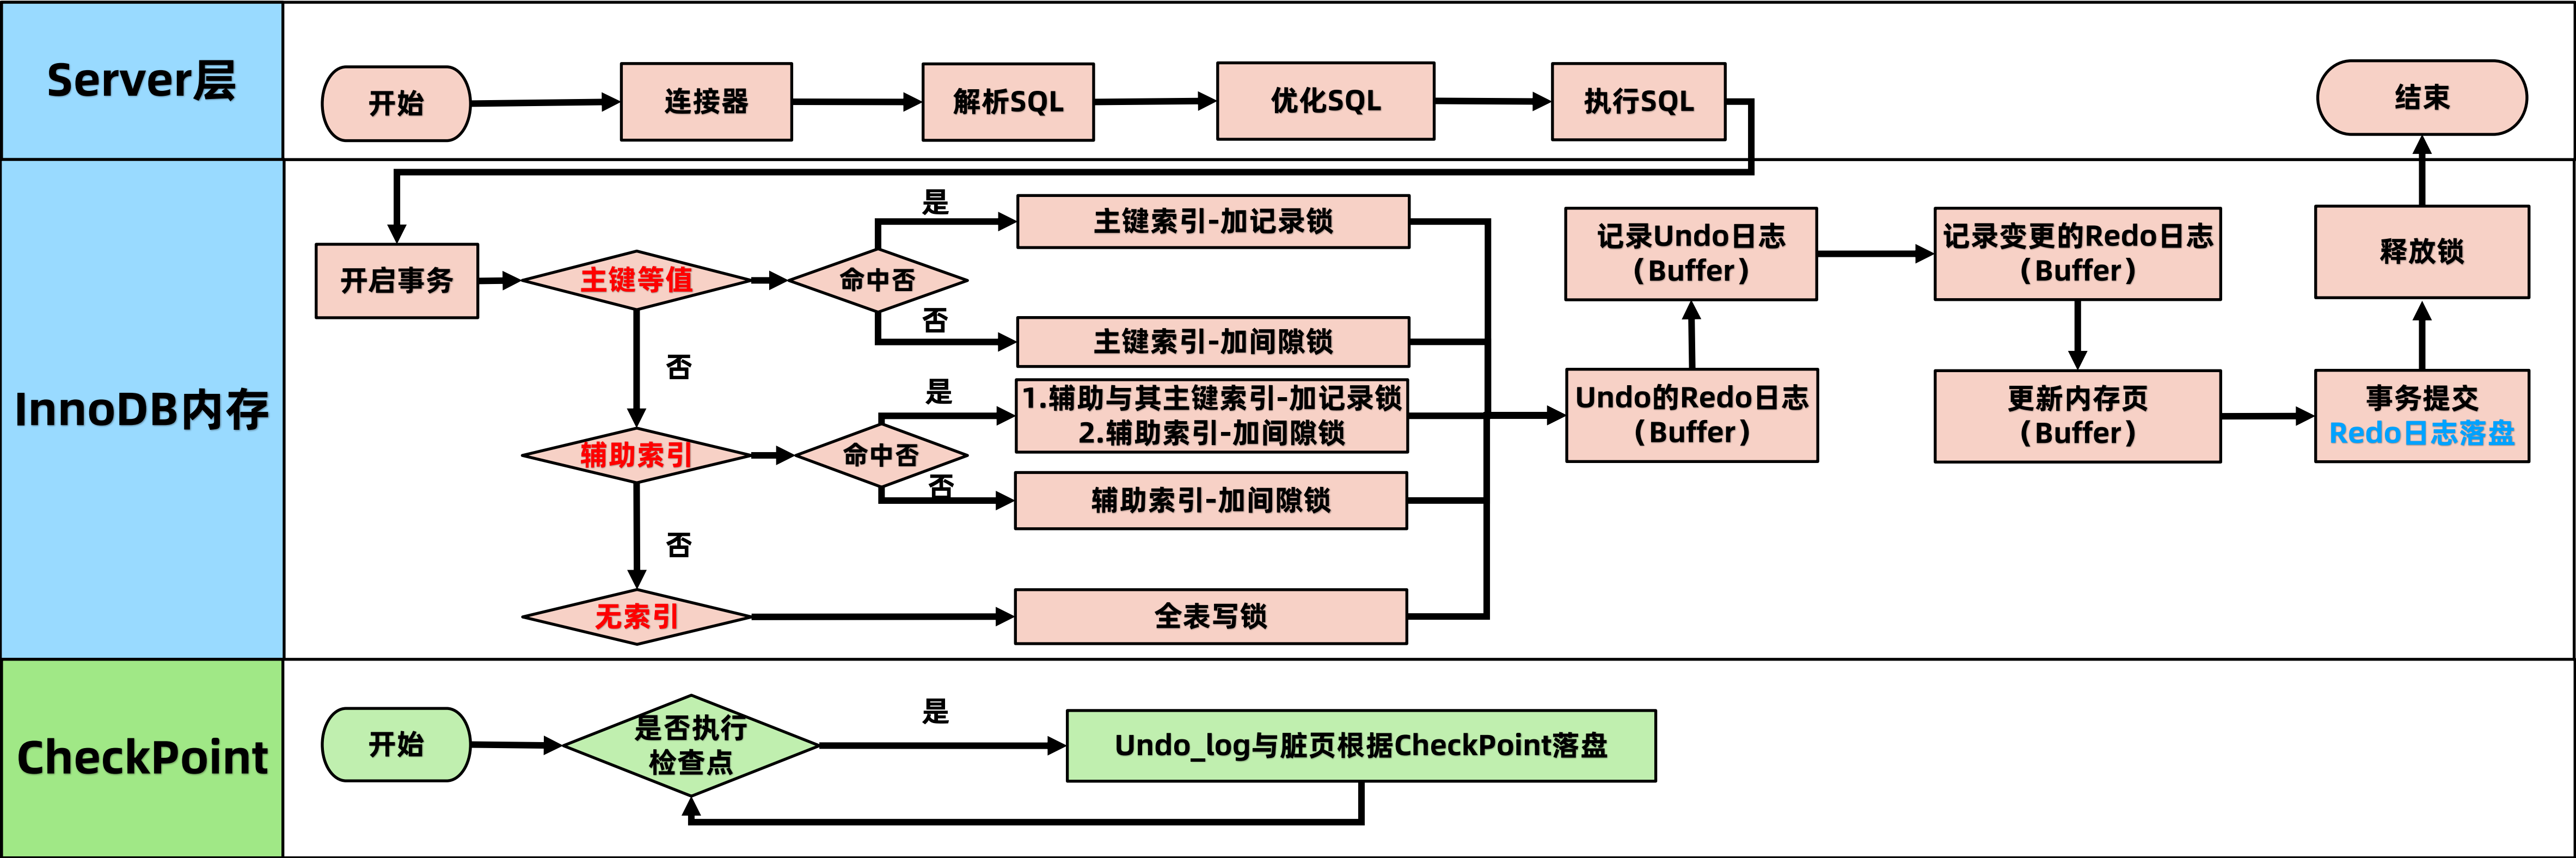 Server层
开始
连接器
解析SQL
优化SQL
执行SQL
结束
InnoDB内存
开启事务
主键等值
命中否
是
主键索引-加记录锁
否
主键索引-加间隙锁
否
辅助索引
命中否
是
1.辅助与其主键索引-加记录锁
2.辅助索引-加间隙锁
否
辅助索引-加间隙锁
否
无索引
全表写锁
Undo的Redo日志
（Buffer）
记录Undo日志
（Buffer）
记录变更的Redo日志
（Buffer）
更新内存页
（Buffer）
事务提交
Redo日志落盘
释放锁
CheckPoint
开始
是否执行
检查点
是
Undo_log与脏页根据CheckPoint落盘